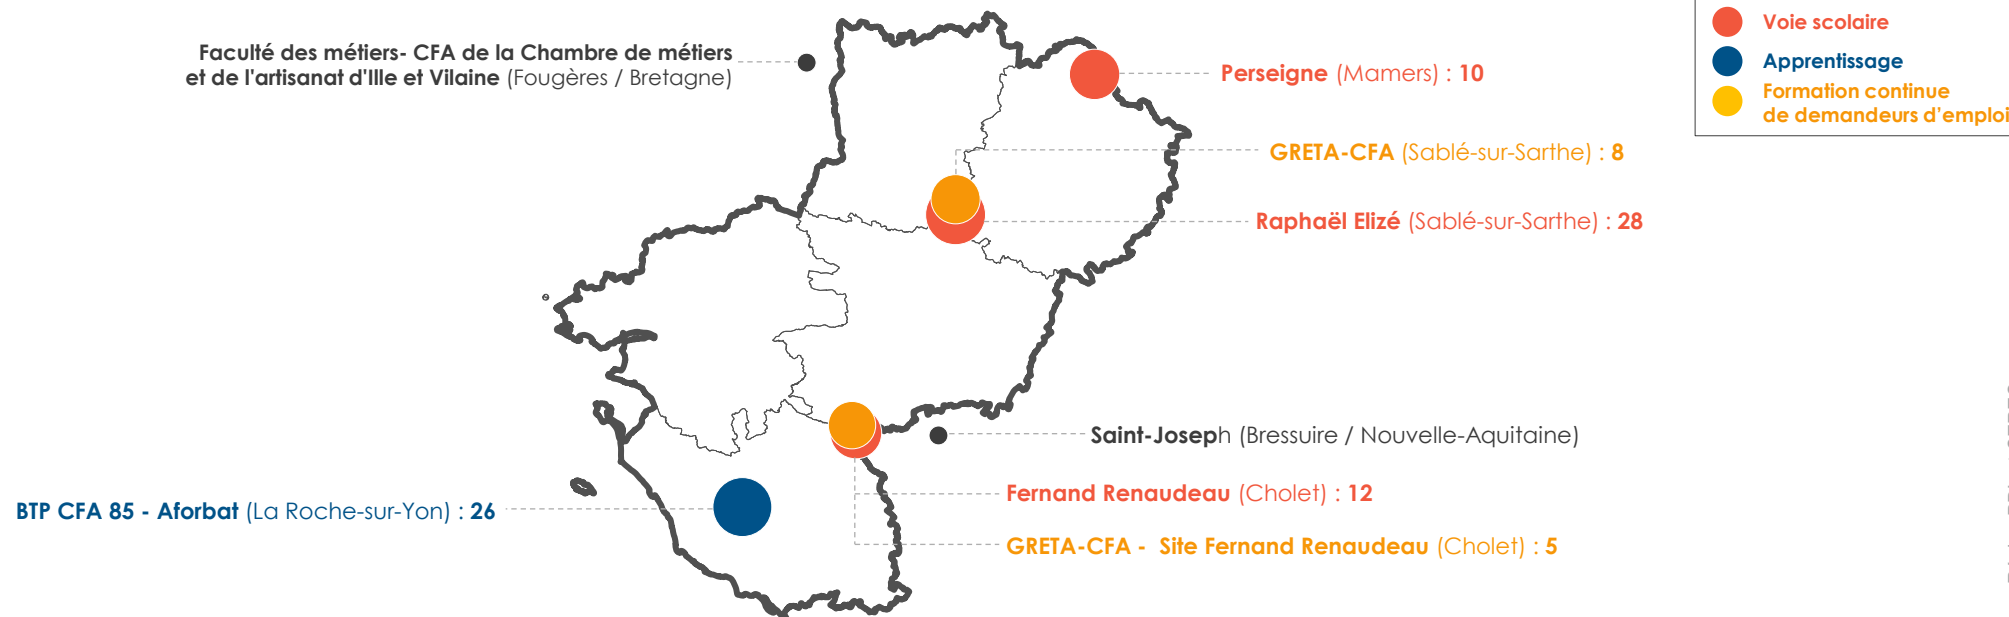 Faculté des métiers- CFA de la Chambre de métiers
et de l'artisanat d'Ille et Vilaine (Fougères / Bretagne)
Perseigne (Mamers) : 10
GRETA-CFA (Sablé-sur-Sarthe) : 8
Raphaël Elizé (Sablé-sur-Sarthe) : 28
Saint-Joseph (Bressuire / Nouvelle-Aquitaine)
Fernand Renaudeau (Cholet) : 12
BTP CFA 85 - Aforbat (La Roche-sur-Yon) : 26
GRETA-CFA - Site Fernand Renaudeau (Cholet) : 5
Voie scolaire
Apprentissage
Formation continue
de demandeurs d'emploi